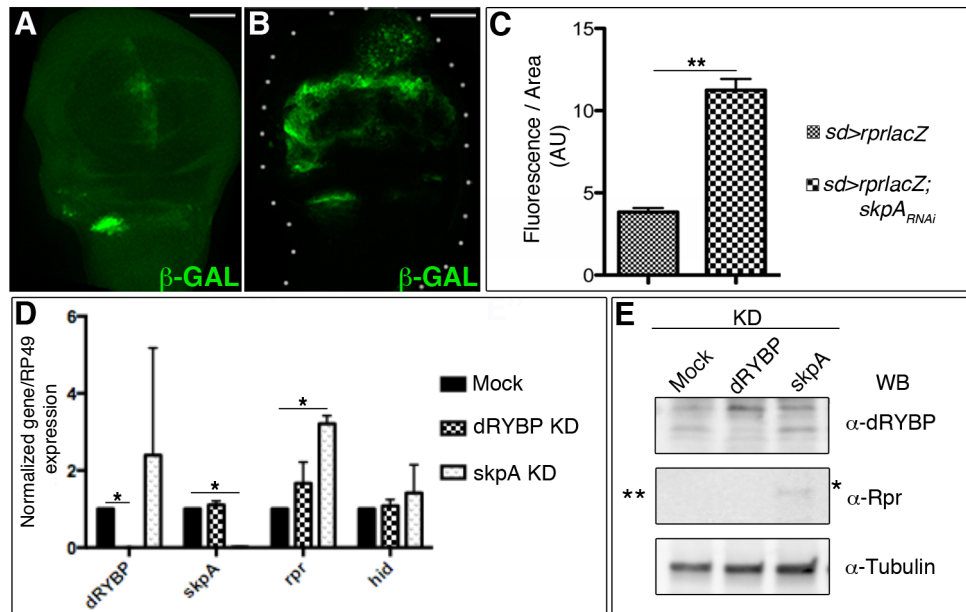 A
β-GAL
B
β-GAL
C
Fluorescence / Area
(AU)
15
10
5
0
**
sd>rprlacZ
sd>rprlacZ;
skpARNAi
D
Normalized gene/RP49
expression
6
4
2
0
*
*
*
dRYBP
skpA
rpr
hid
Mock
dRYBP KD
skpA KD
E
KD
Mock
dRYBP
skpA
WB
α-dRYBP
**
*
α-Rpr
α-Tubulin